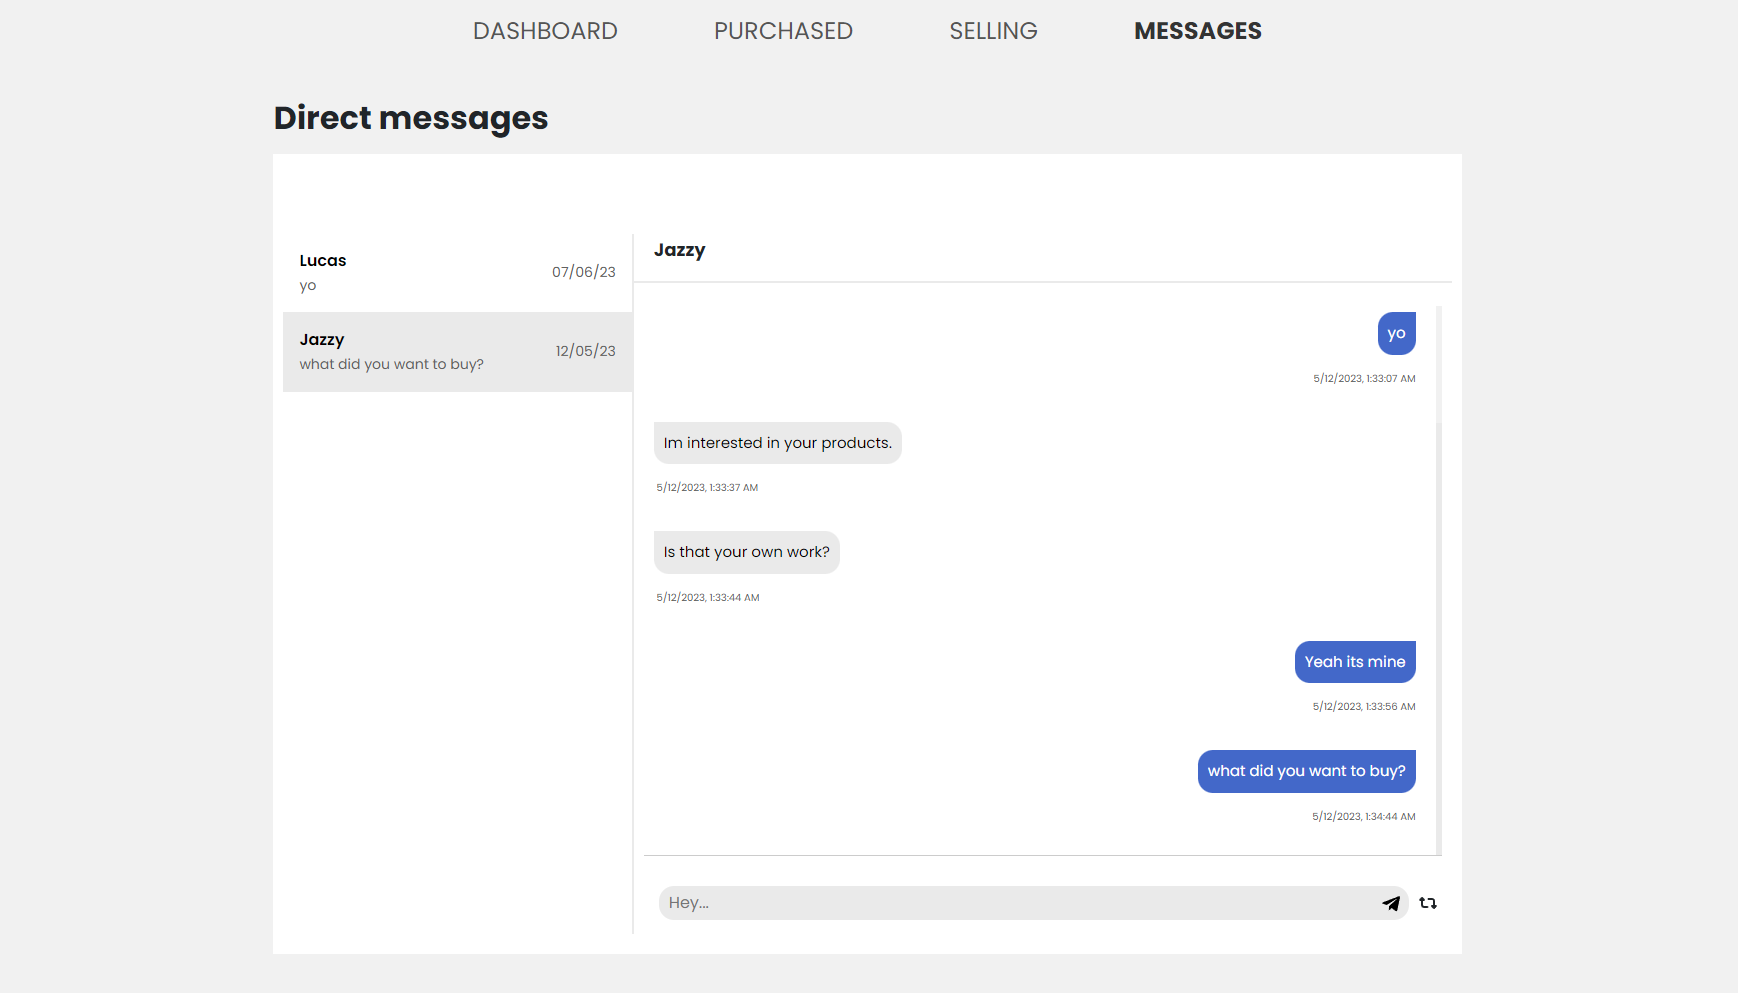 DASHBOARD PURCHASED SELLING MESSAGES
Direct messages
Lucas
yo
07/06/23
Jazzy
what did you want to buy?
12/05/23
Jazzy
yo
5/12/2023, 1:33:07 AM
Im interested in your products.
5/12/2023, 1:33:37 AM
Is that your own work?
5/12/2023, 1:33:44 AM
Yeah its mine
5/12/2023, 1:33:56 AM
what did you want to buy?
5/12/2023, 1:34:44 AM
Hey...